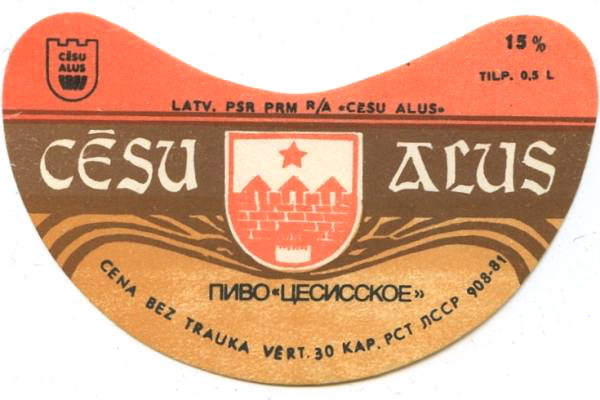 CĒSU
ALUS
15%
TILP. 0,5 L
LATV. PSR PRM R/A «CESU ALUS»
CĒSU ALUS
ПИВО «ЦЕСИССКОЕ»
CENA BEZ TRAUKA VĒRT. 30 KAP. РСТ ЛССР 908-81